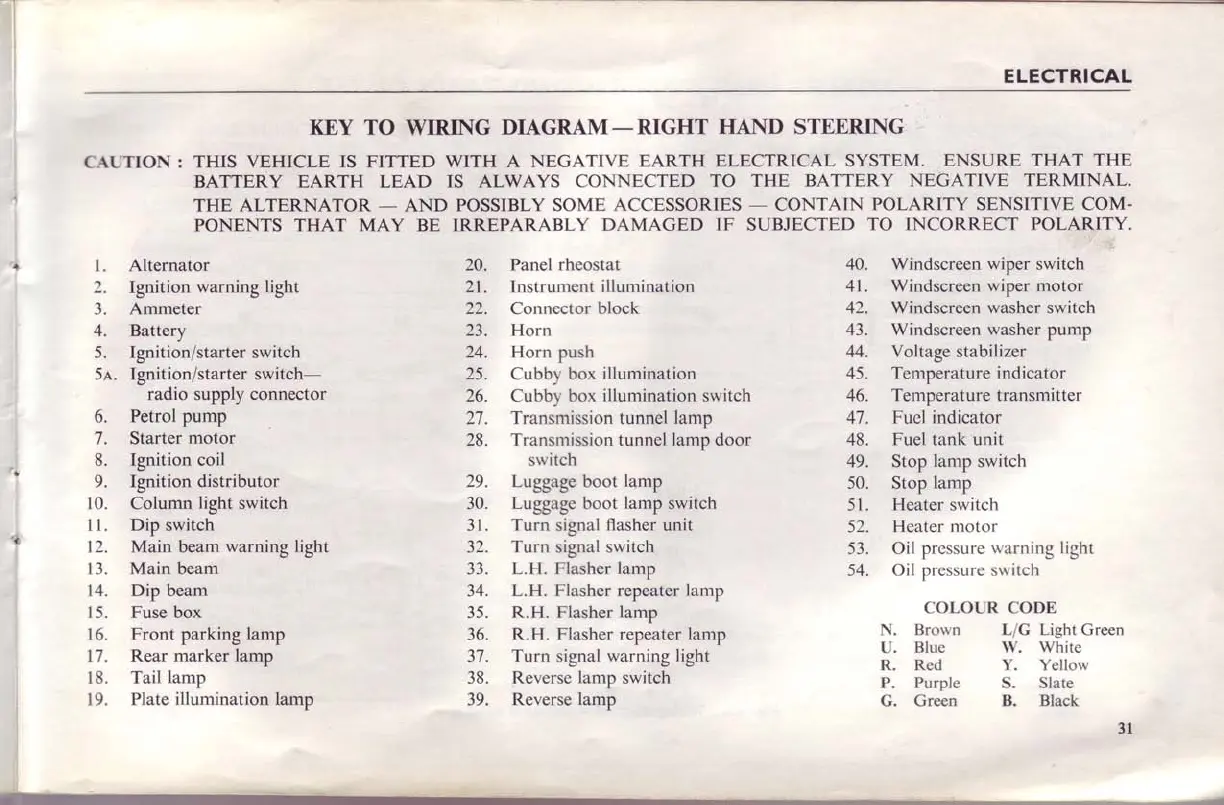 ELECTRICAL
KEY TO WIRING DIAGRAM — RIGHT HAND STEERING
CAUTION : THIS VEHICLE IS FITTED WITH A NEGATIVE EARTH ELECTRICAL SYSTEM. ENSURE THAT THE
BATTERY EARTH LEAD IS ALWAYS CONNECTED TO THE BATTERY NEGATIVE TERMINAL.
THE ALTERNATOR — AND POSSIBLY SOME ACCESSORIES — CONTAIN POLARITY SENSITIVE COM-
PONENTS THAT MAY BE IRREPARABLY DAMAGED IF SUBJECTED TO INCORRECT POLARITY.
1. Alternator
2. Ignition warning light
3. Ammeter
4. Battery
5. Ignition/starter switch
5A. Ignition/starter switch—
radio supply connector
6. Petrol pump
7. Starter motor
8. Ignition coil
9. Ignition distributor
10. Column light switch
11. Dip switch
12. Main beam warning light
13. Main beam
14. Dip beam
15. Fuse box
16. Front parking lamp
17. Rear marker lamp
18. Tail lamp
19. Plate illumination lamp
20. Panel rheostat
21. Instrument illumination
22. Connector block
23. Horn
24. Horn push
25. Cubby box illumination
26. Cubby box illumination switch
27. Transmission tunnel lamp
28. Transmission tunnel lamp door
switch
29. Luggage boot lamp
30. Luggage boot lamp switch
31. Turn signal flasher unit
32. Turn signal switch
33. L.H. Flasher lamp
34. L.H. Flasher repeater lamp
35. R.H. Flasher lamp
36. R.H. Flasher repeater lamp
37. Turn signal warning light
38. Reverse lamp switch
39. Reverse lamp
40. Windscreen wiper switch
41. Windscreen wiper motor
42. Windscreen washer switch
43. Windscreen washer pump
44. Voltage stabilizer
45. Temperature indicator
46. Temperature transmitter
47. Fuel indicator
48. Fuel tank unit
49. Stop lamp switch
50. Stop lamp
51. Heater switch
52. Heater motor
53. Oil pressure warning light
54. Oil pressure switch
COLOUR CODE
N. Brown L/G Light Green
U. Blue W. White
R. Red Y. Yellow
P. Purple S. Slate
G. Green B. Black
31